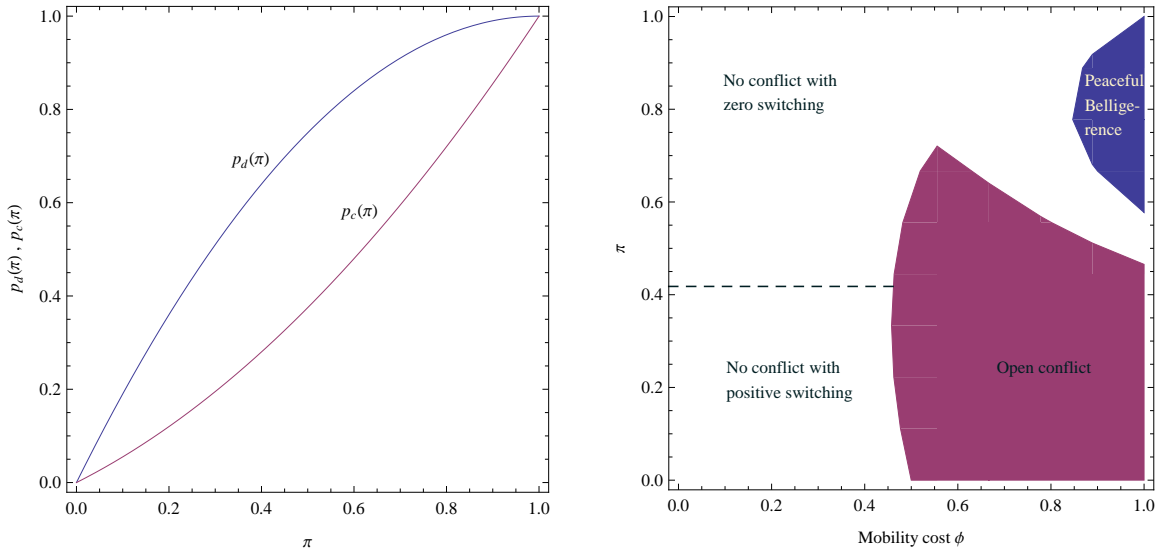 1.0
0.8
0.6
0.4
0.2
0.0
p_d(π) , p_c(π)
p_d(π)
p_c(π)
0.0 0.2 0.4 0.6 0.8 1.0
π
1.0
0.8
0.6
0.4
0.2
0.0
π
No conflict with
zero switching
Peaceful
Bellige-
rence
No conflict with
positive switching
Open conflict
0.0 0.2 0.4 0.6 0.8 1.0
Mobility cost ϕ